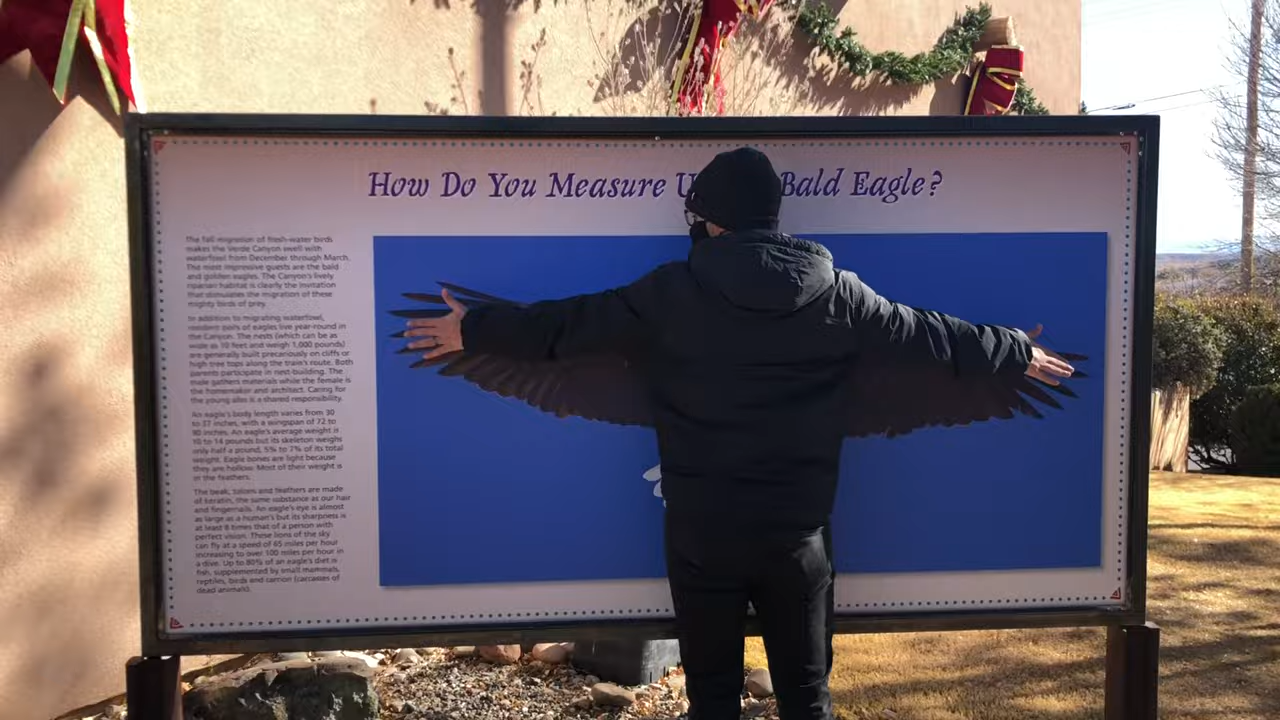 How Do You Measure U Bald Eagle?
The fall migration of fresh-water birds
makes the Verde Canyon swell with
waterfowl from December through March.
The most impressive guests are the bald
and golden eagles. The Canyon's lively
riparian habitat is clearly the invitation
that stimulates the migration of these
mighty birds of prey.
In addition to migrating waterfowl,
resident pairs of eagles live year-round in
the Canyon. The nests (which can be as
wide as 10 feet and weigh 1,000 pounds)
are generally built precariously on cliffs or
high tree tops along the train's route. Both
parents participate in nest-building. The
male gathers materials while the female is
the homemaker and architect. Caring for
the young also is a shared responsibility.
An eagle's body length varies from 30
to 37 inches, with a wingspan of 72 to
90 inches. An eagle's average weight is
10 to 14 pounds but its skeleton weighs
only half a pound, 5% to 7% of its total
weight. Eagle bones are light because
they are hollow. Most of their weight is
in the feathers.
The beak, talons and feathers are made
of keratin, the same substance as our hair
and fingernails. An eagle's eye is almost
as large as a human's but its sharpness is
at least 8 times that of a person with
perfect vision. These lions of the sky
can fly at a speed of 65 miles per hour
increasing to over 100 miles per hour in
a dive. Up to 80% of an eagle's diet is
fish, supplemented by small mammals,
reptiles, birds and carrion (carcasses of
dead animals).